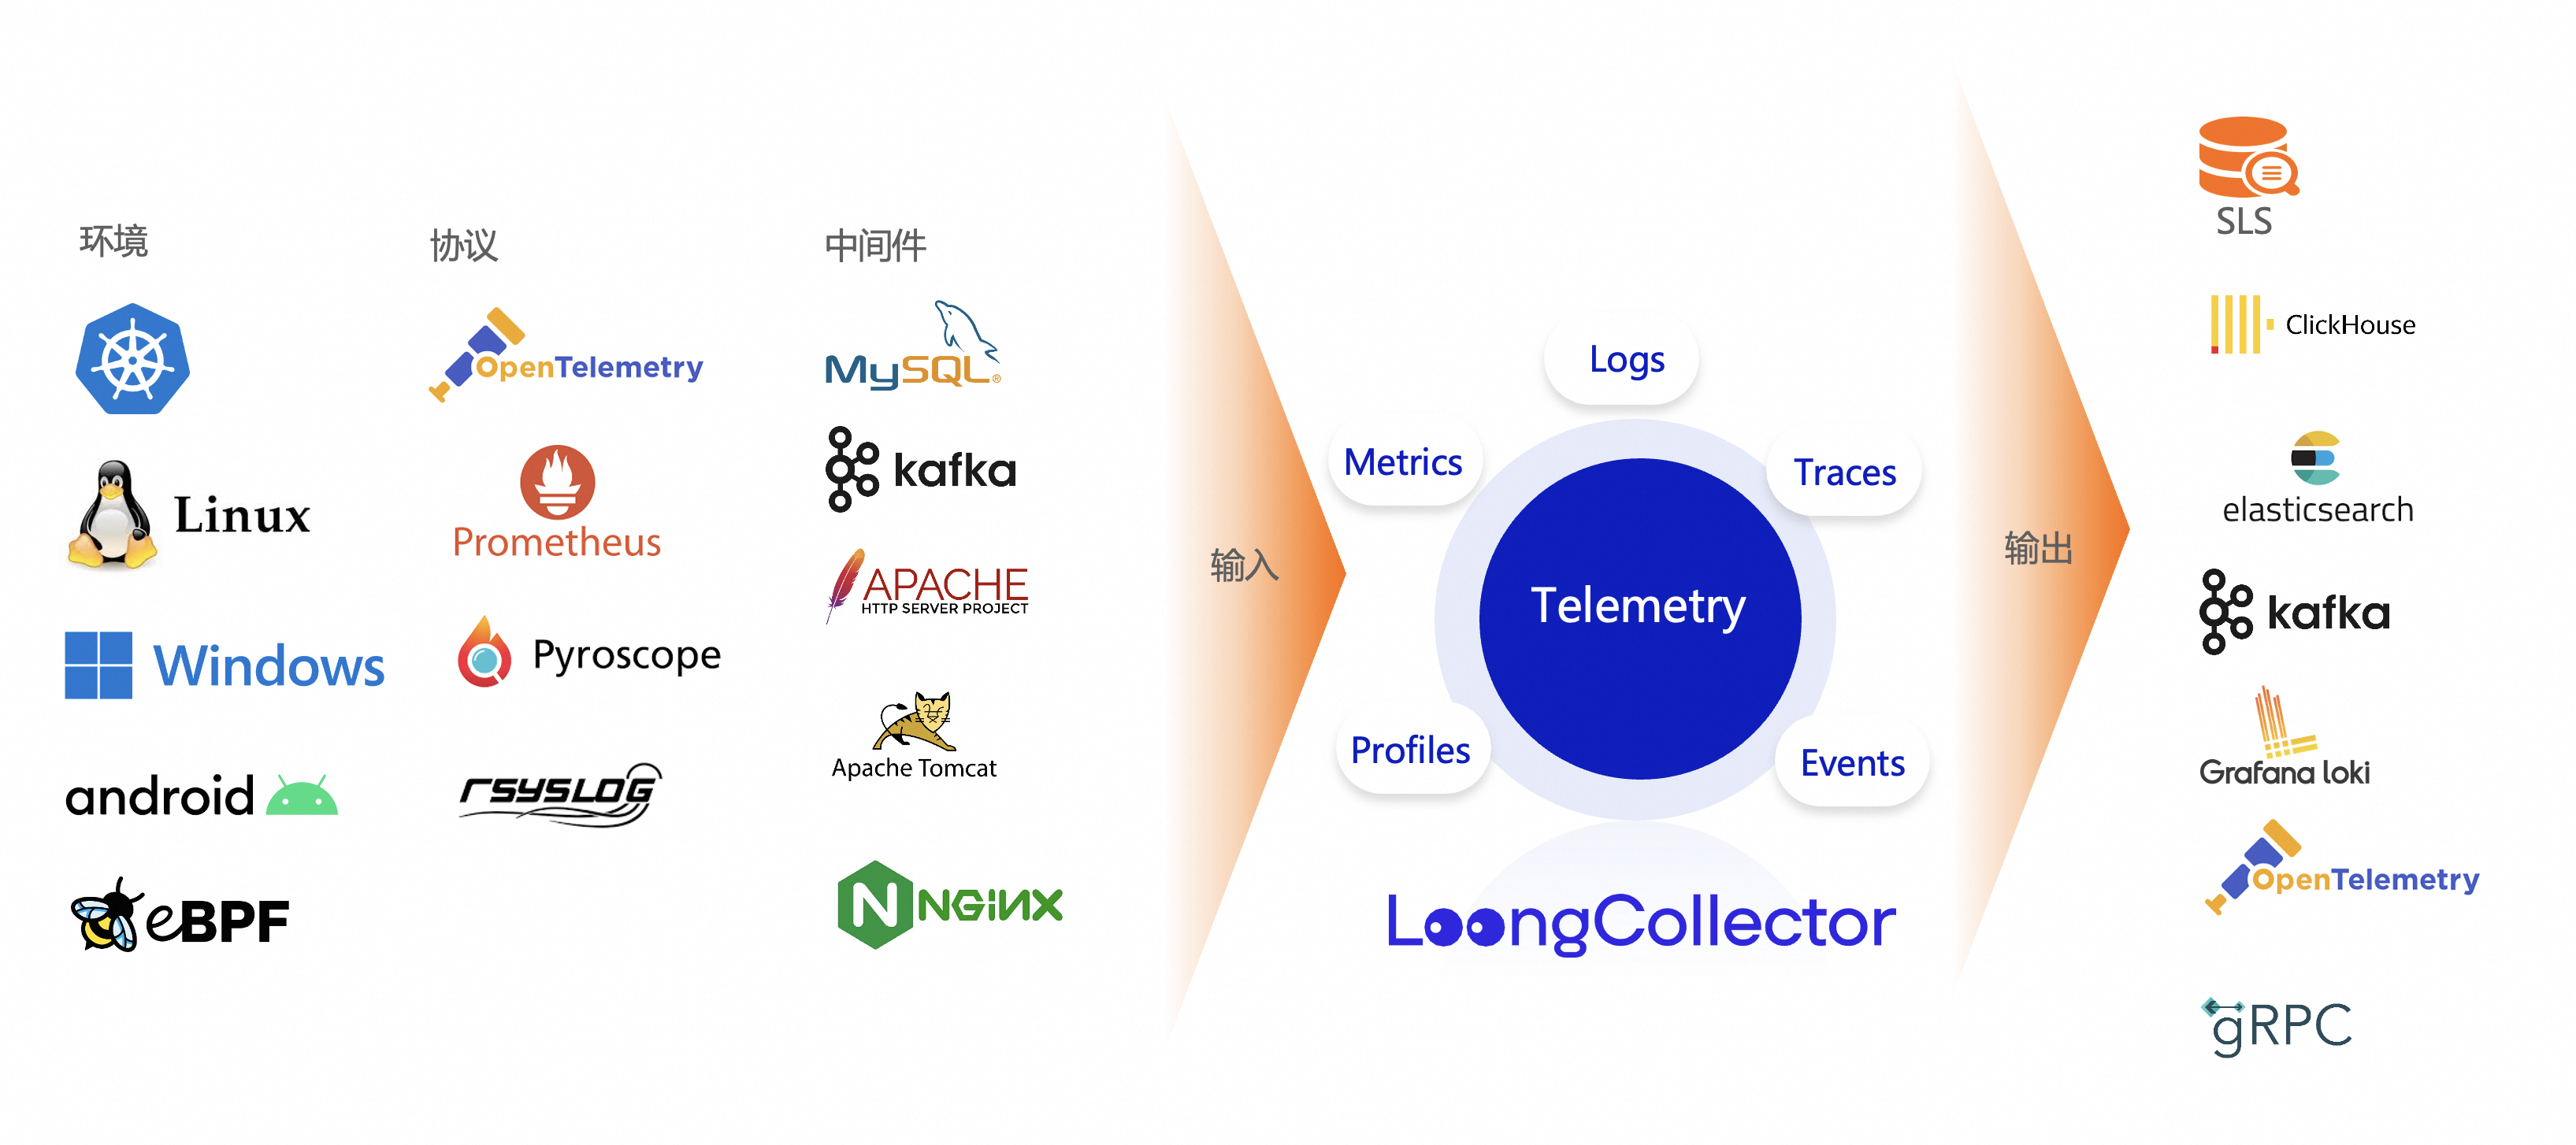 环境
Linux
Windows
android
eBPF
协议
OpenTelemetry
Prometheus
Pyroscope
rsyslog
中间件
MySQL®
kafka
APACHE
HTTP SERVER PROJECT
Apache Tomcat
N NGINX
输入
Logs
Metrics
Traces
Telemetry
Profiles
Events
LoongCollector
输出
SLS
ClickHouse
elasticsearch
kafka
Grafana loki
OpenTelemetry
gRPC